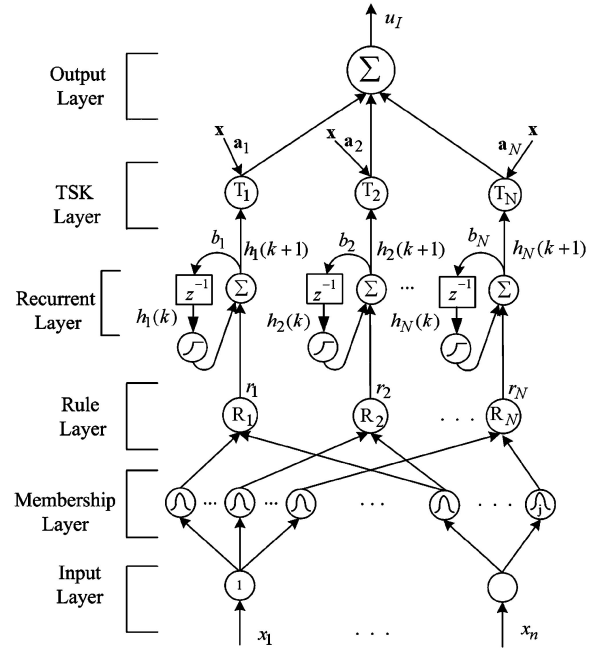 u_I
Output
Layer
Σ
x a_1 x a_2 a_N x
TSK
Layer
T_1 T_2 T_N
b_1 h_1(k+1) b_2 h_2(k+1) b_N h_N(k+1)
Recurrent
Layer
z^{-1} Σ z^{-1} Σ ... z^{-1} Σ
h_1(k) h_2(k) h_N(k)
r_1 r_2 r_N
Rule
Layer
R_1 R_2 . . . . R_N
Membership
Layer
... ... . . . . . . . j
Input
Layer
1
x_1 . . . x_n